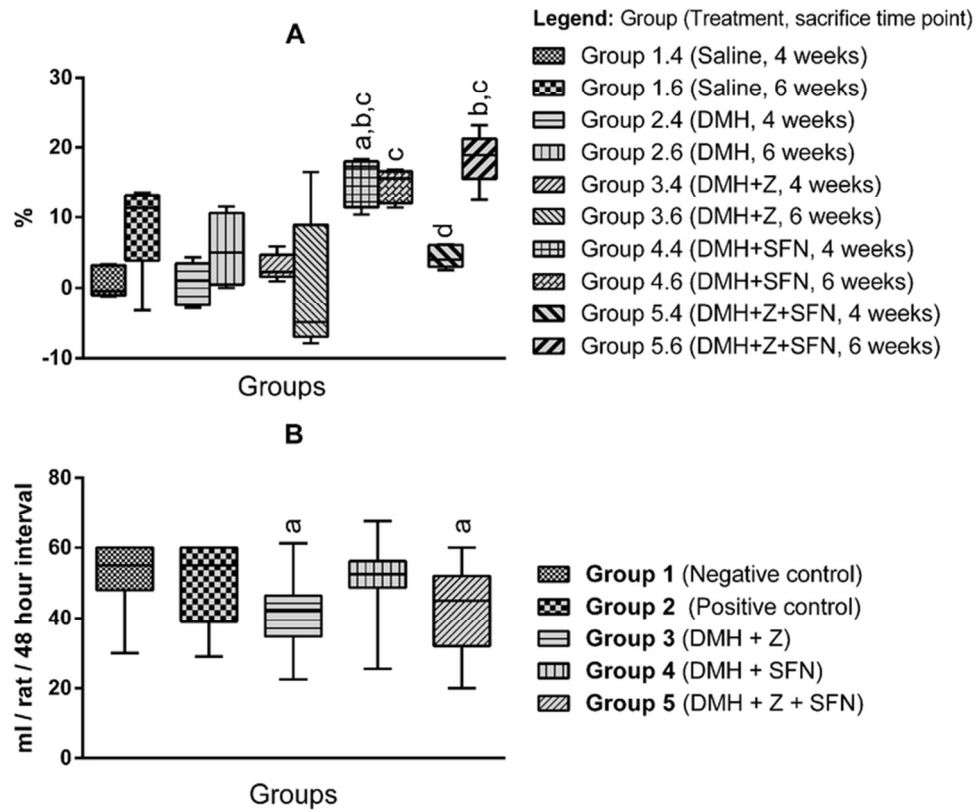 Legend: Group (Treatment, sacrifice time point)
A
Group 1.4 (Saline, 4 weeks)
Group 1.6 (Saline, 6 weeks)
Group 2.4 (DMH, 4 weeks)
Group 2.6 (DMH, 6 weeks)
Group 3.4 (DMH+Z, 4 weeks)
Group 3.6 (DMH+Z, 6 weeks)
Group 4.4 (DMH+SFN, 4 weeks)
Group 4.6 (DMH+SFN, 6 weeks)
Group 5.4 (DMH+Z+SFN, 4 weeks)
Group 5.6 (DMH+Z+SFN, 6 weeks)
30
20
10
0
-10
%
a,b,c
c
d
b,c
Groups
B
80
60
40
20
0
ml / rat / 48 hour interval
a
a
Groups
Group 1 (Negative control)
Group 2 (Positive control)
Group 3 (DMH + Z)
Group 4 (DMH + SFN)
Group 5 (DMH + Z + SFN)